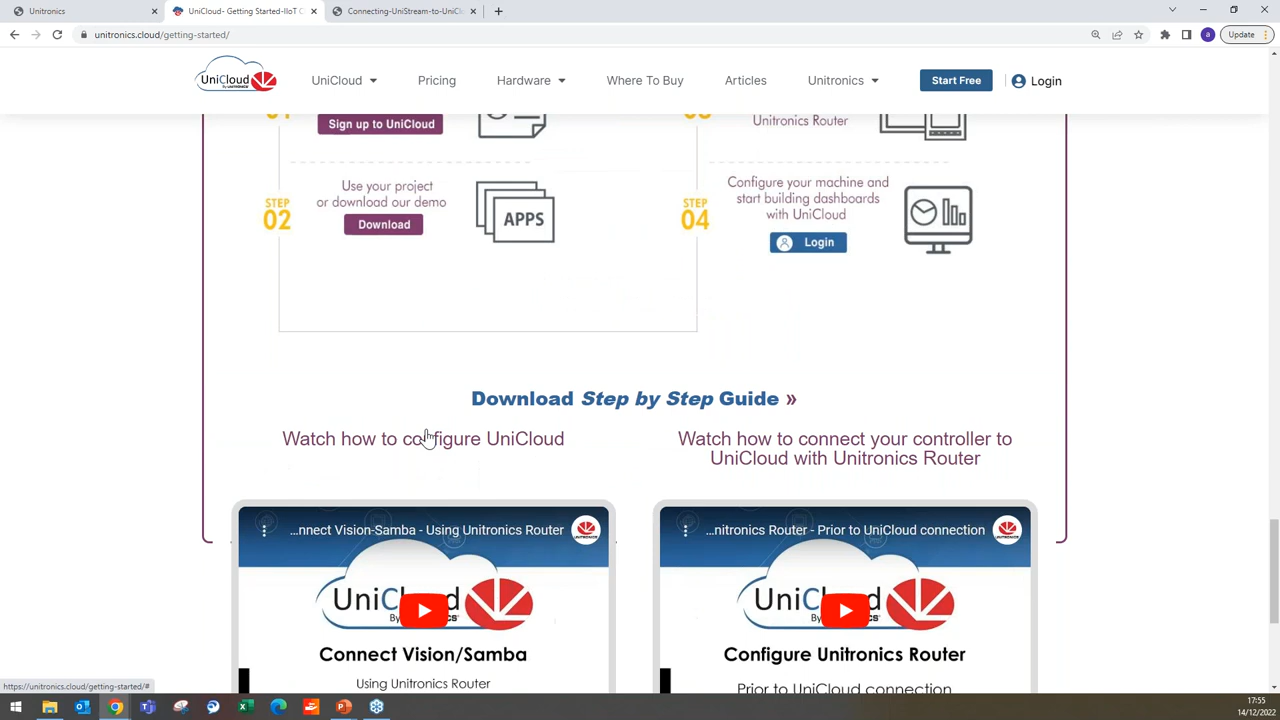 Unitronics
UniCloud- Getting Started-IIoT C
Connecting-UniStream-to-UniCl
unitronics.cloud/getting-started/
a
Update
UniCloud
BY UNITRONICS
UniCloud
Pricing
Hardware
Where To Buy
Articles
Unitronics
Start Free
Login
Sign up to UniCloud
Unitronics Router
STEP
02
Use your project
or download our demo
Download
APPS
STEP
04
Configure your machine and
start building dashboards
with UniCloud
Login
Download Step by Step Guide »
Watch how to configure UniCloud
Watch how to connect your controller to
UniCloud with Unitronics Router
...nnect Vision-Samba - Using Unitronics Router
Connect Vision/Samba
Using Unitronics Router
...nitronics Router - Prior to UniCloud connection
Configure Unitronics Router
Prior to UniCloud connection
https://unitronics.cloud/getting-started/#
17:55
14/12/2022